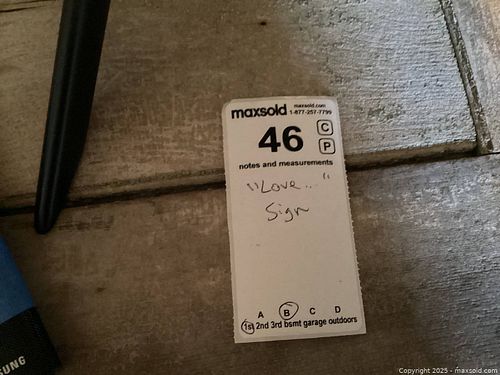 maxsold maxsold.com
1-877-257-7799
46 C
P
notes and measurements
"Love..."
Sign
A B C D
1st 2nd 3rd bsmt garage outdoors
SUNG
Copyright 2025 - maxsold.com